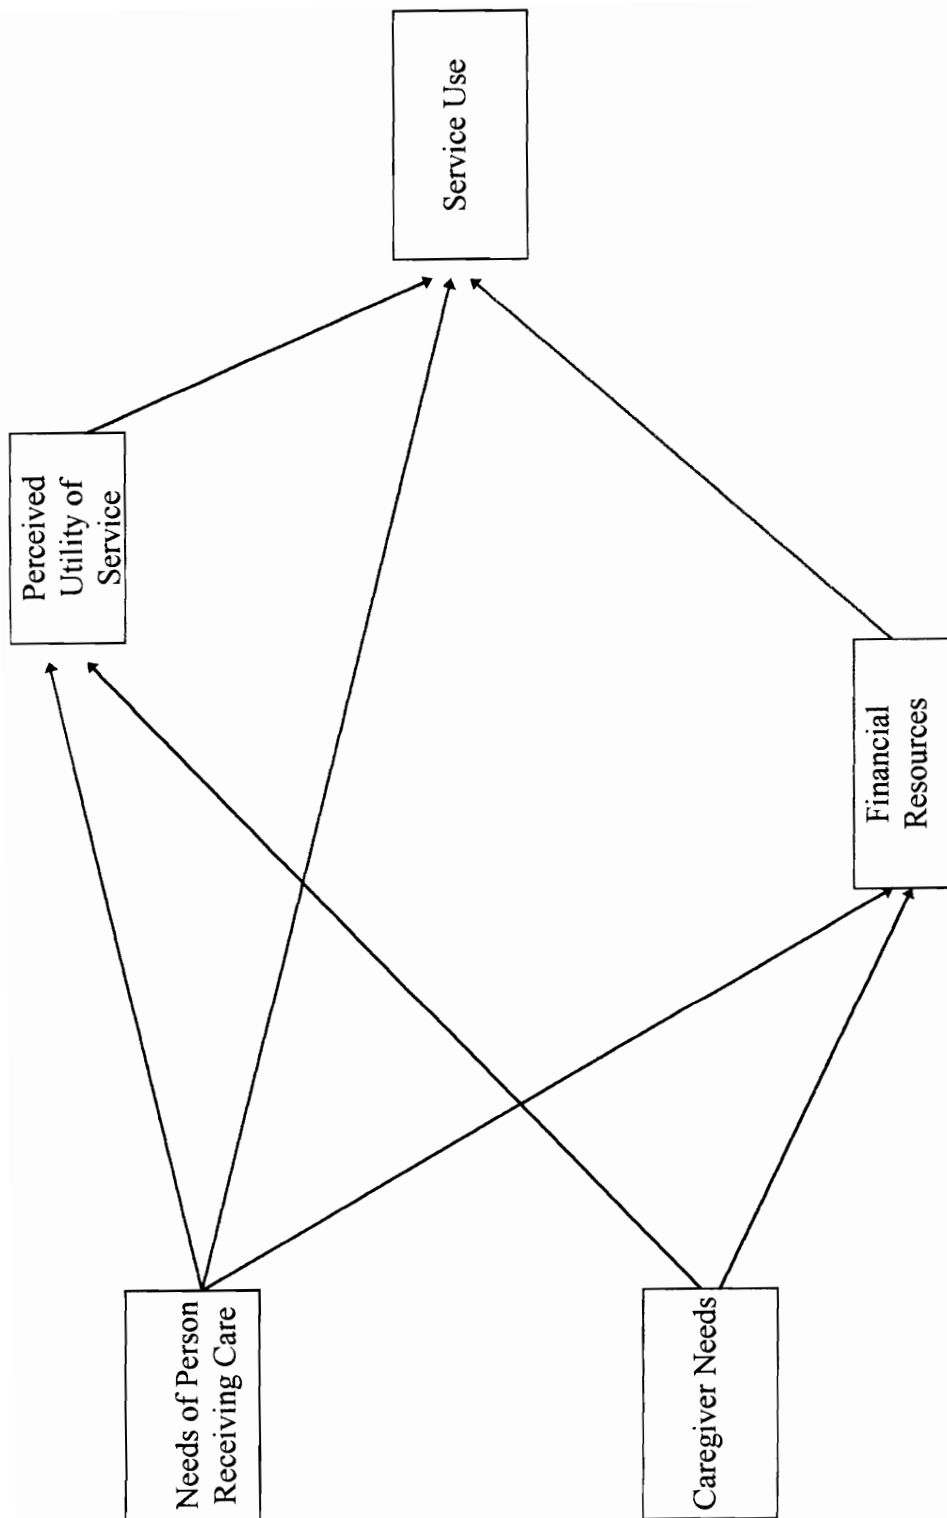 Needs of Person
Receiving Care
Caregiver Needs
Perceived
Utility of
Service
Financial
Resources
Service Use